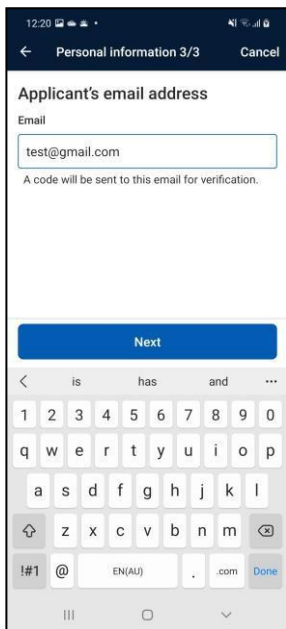 12:20
Personal information 3/3 Cancel
Applicant's email address
Email
test@gmail.com
A code will be sent to this email for verification.
Next
is has and ...
1 2 3 4 5 6 7 8 9 0
q w e r t y u i o p
a s d f g h j k l
z x c v b n m
!#1 @ EN(AU) . .com Done